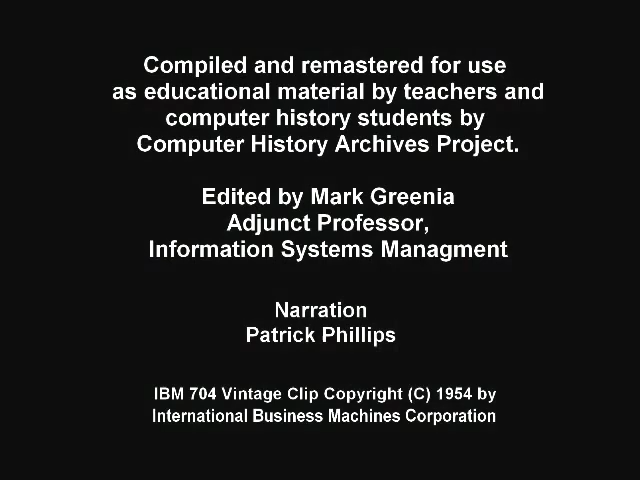 Compiled and remastered for use
as educational material by teachers and
computer history students by
Computer History Archives Project.
Edited by Mark Greenia
Adjunct Professor,
Information Systems Managment
Narration
Patrick Phillips
IBM 704 Vintage Clip Copyright (C) 1954 by
International Business Machines Corporation